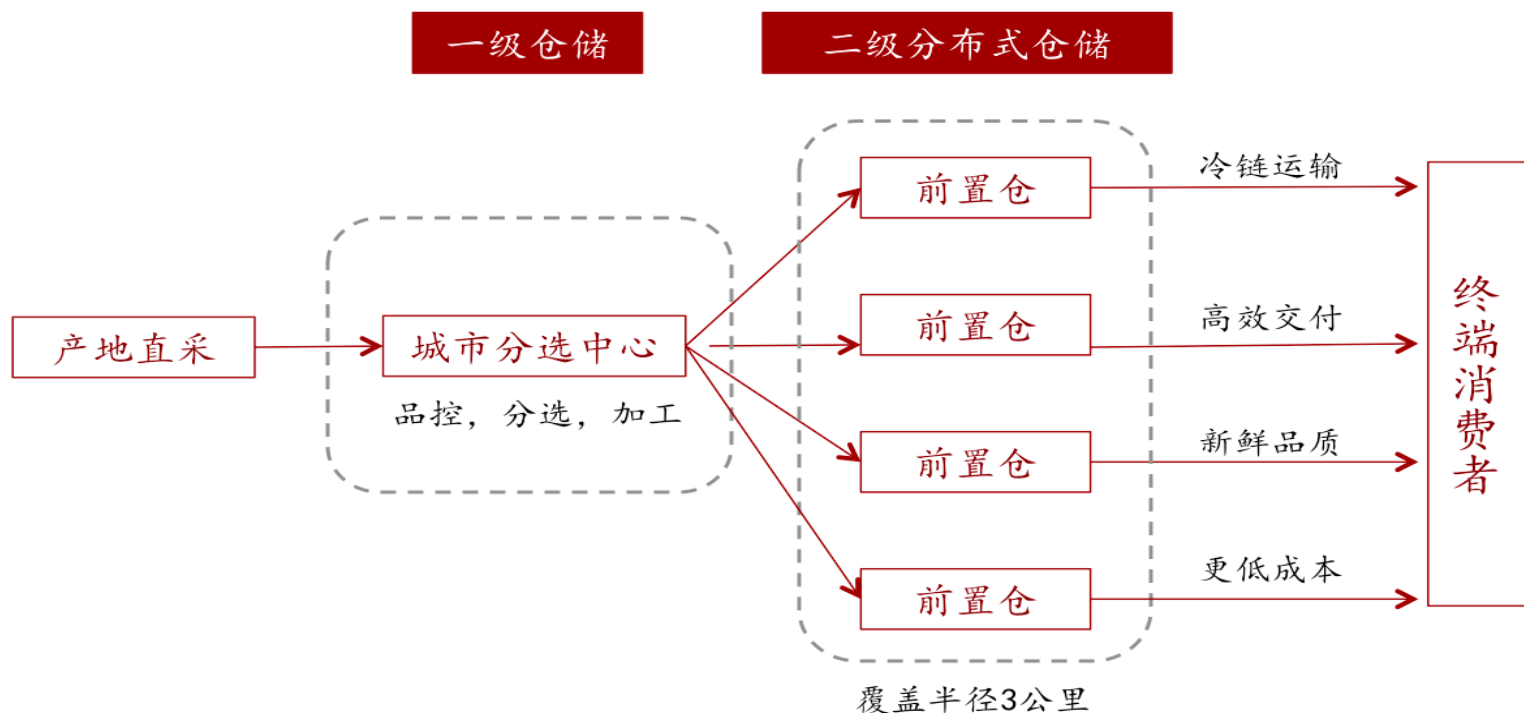 一级仓储
二级分布式仓储
产地直采
城市分选中心
品控，分选，加工
前置仓
前置仓
前置仓
前置仓
覆盖半径3公里
冷链运输
高效交付
新鲜品质
更低成本
终端消费者